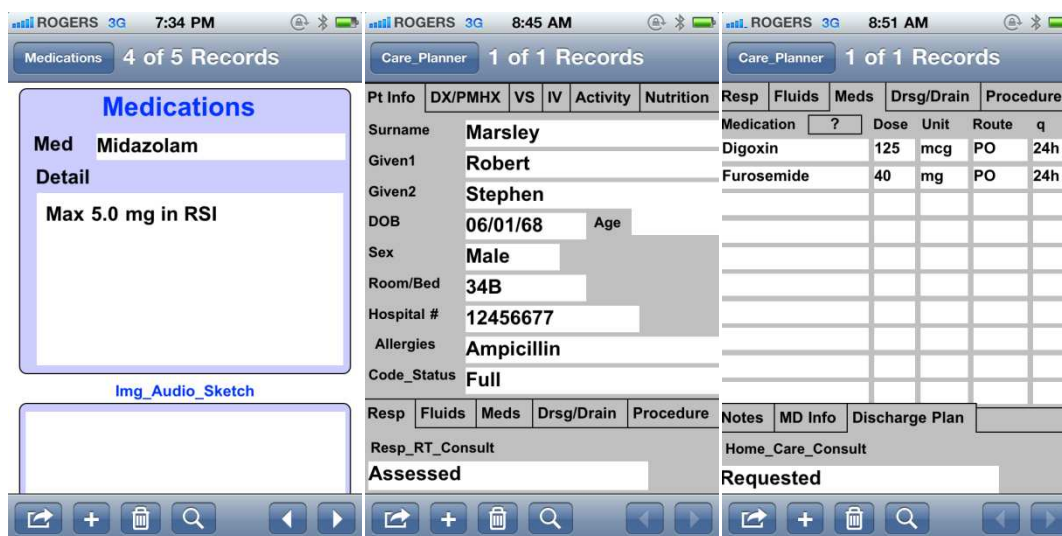 ROGERS 3G 7:34 PM
Medications 4 of 5 Records
Medications
Med Midazolam
Detail
Max 5.0 mg in RSI
Img_Audio_Sketch
ROGERS 3G 8:45 AM
Care_Planner 1 of 1 Records
Pt Info DX/PMHX VS IV Activity Nutrition
Surname Marsley
Given1 Robert
Given2 Stephen
DOB 06/01/68 Age
Sex Male
Room/Bed 34B
Hospital # 12456677
Allergies Ampicillin
Code_Status Full
Resp Fluids Meds Drsg/Drain Procedure
Resp_RT_Consult
Assessed
ROGERS 3G 8:51 AM
Care_Planner 1 of 1 Records
Resp Fluids Meds Drsg/Drain Procedure
Medication ? Dose Unit Route q
Digoxin 125 mcg PO 24h
Furosemide 40 mg PO 24h
Notes MD Info Discharge Plan
Home_Care_Consult
Requested